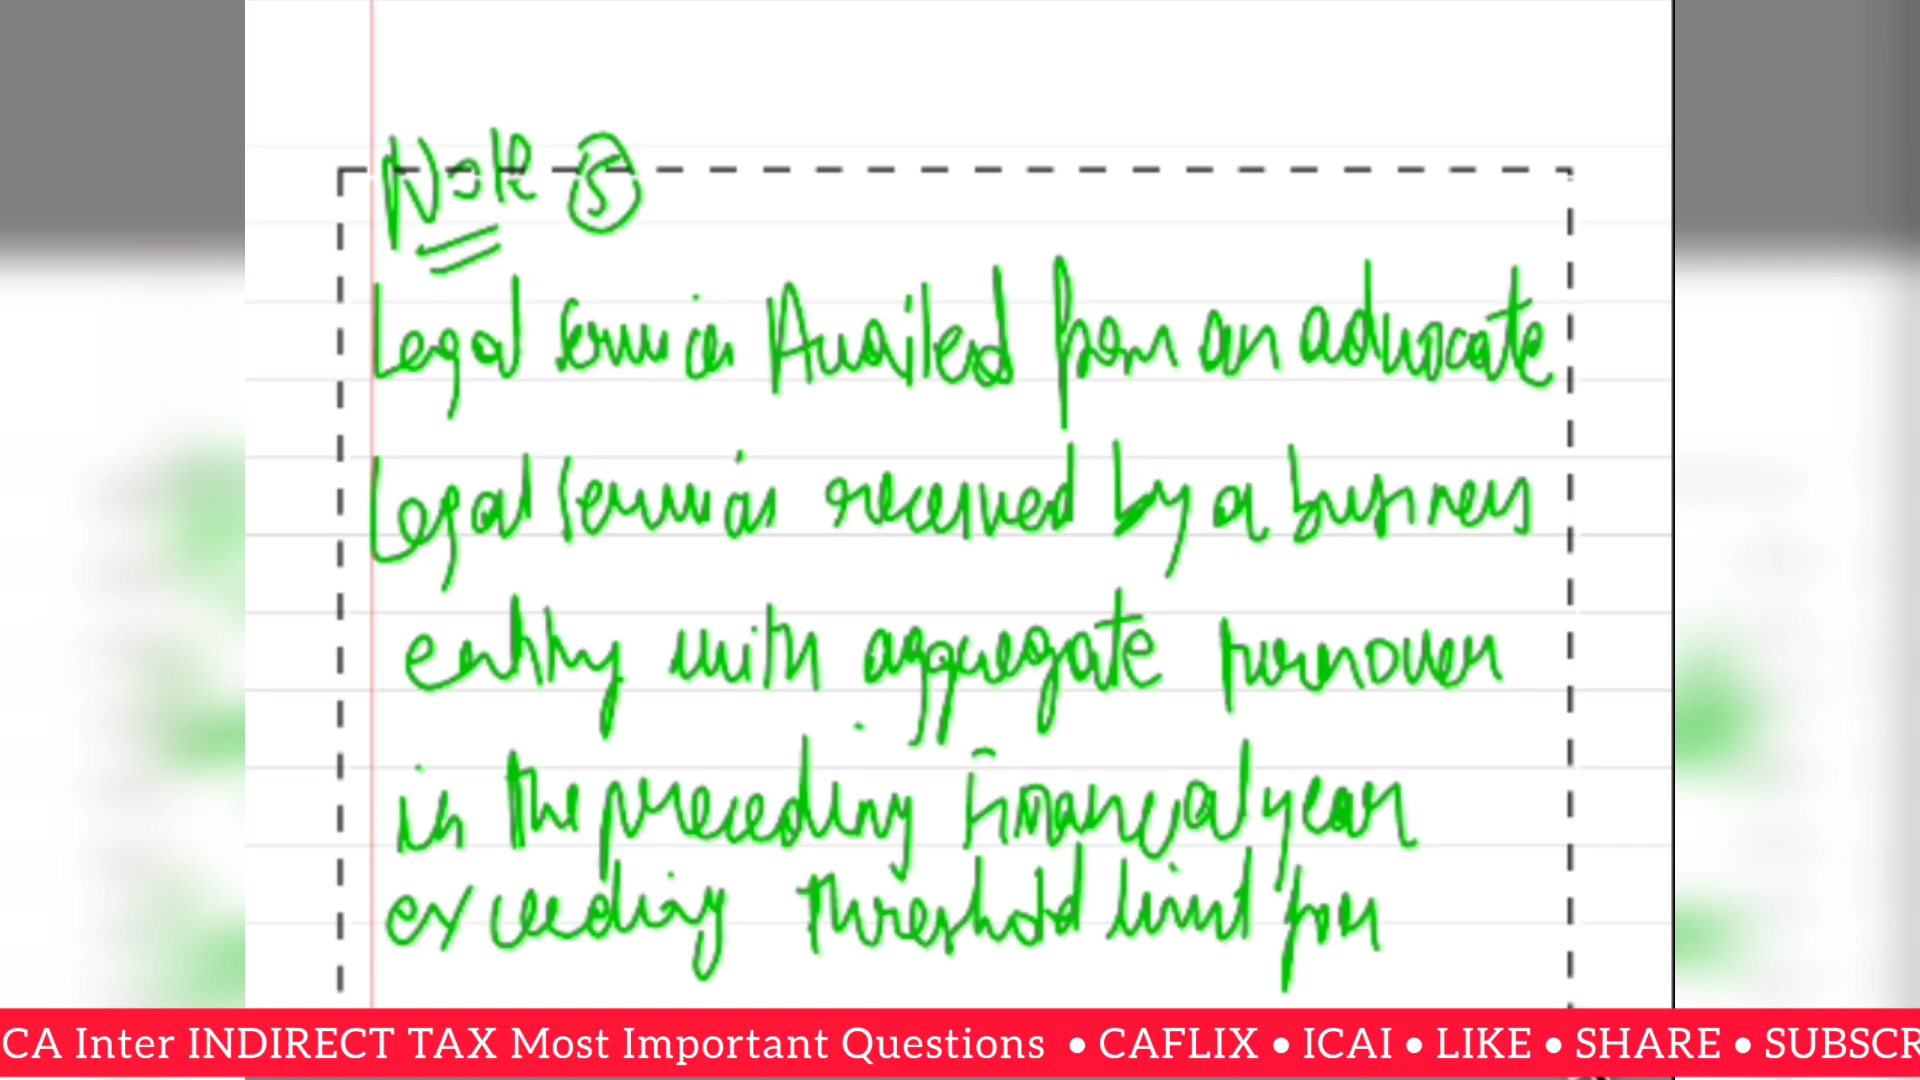 Note 5
Legal services Availed from an advocate
Legal services received by a business
entity with aggregate turnover
in the preceding Financial year
exceeding threshold limit for
CA Inter INDIRECT TAX Most Important Questions • CAFLIX • ICAI • LIKE • SHARE • SUBSCR